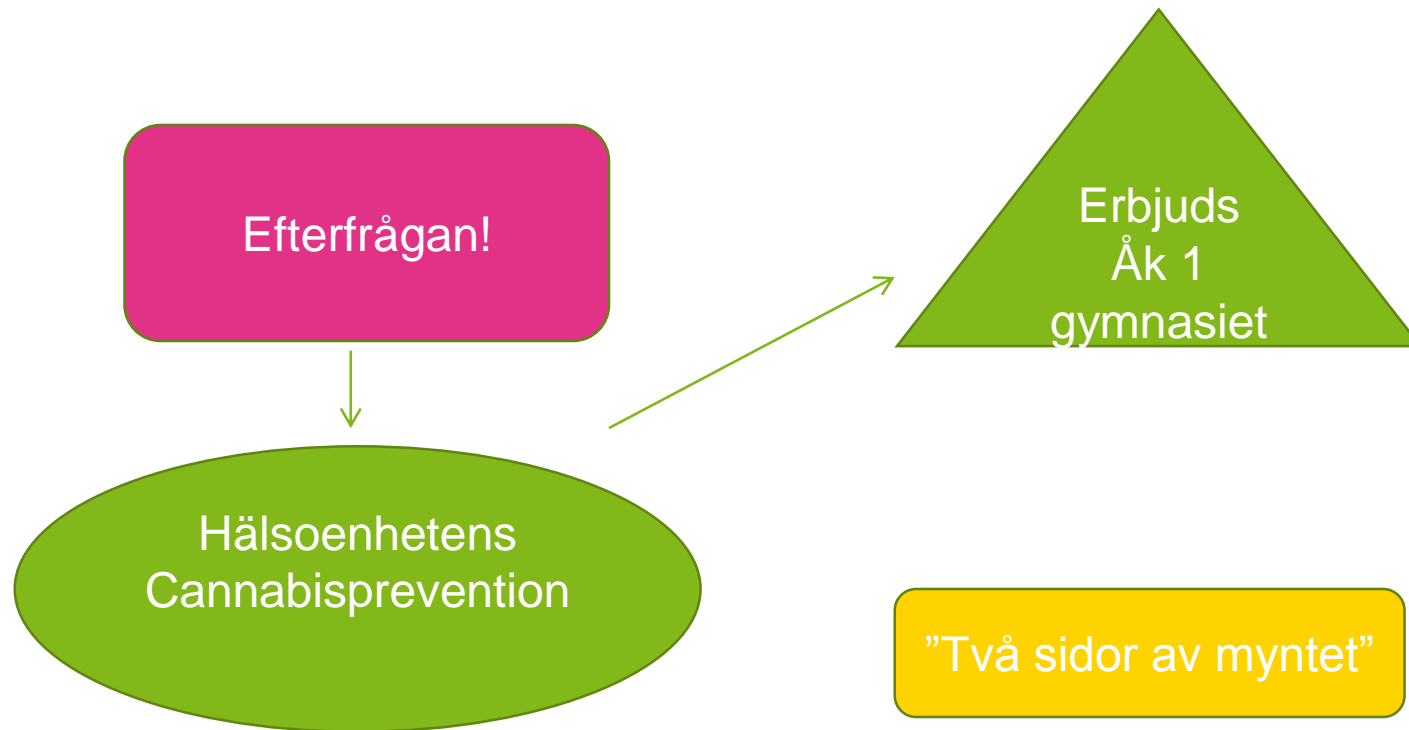 Efterfrågan!
Erbjuds
Åk 1
gymnasiet
Hälsoenhetens
Cannabisprevention
”Två sidor av myntet”